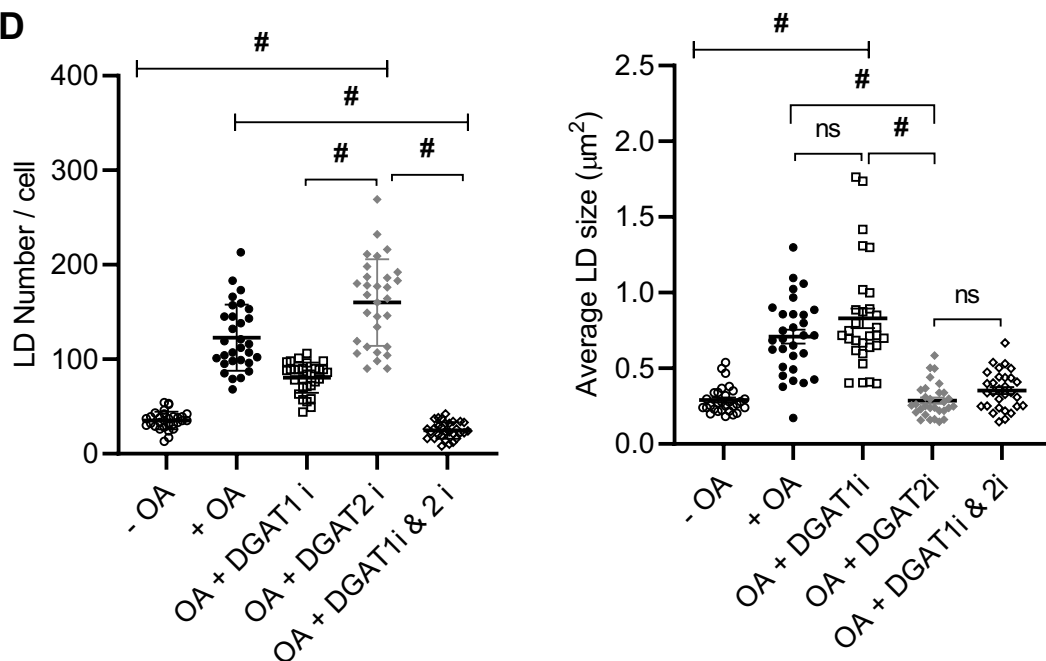 D
#
#
#
#
400
300
200
100
0
LD Number / cell
- OA
+ OA
OA + DGAT1 i
OA + DGAT2 i
OA + DGAT1i & 2 i
#
#
ns
#
ns
2.5
2.0
1.5
1.0
0.5
0.0
Average LD size (μm²)
- OA
+ OA
OA + DGAT1i
OA + DGAT2i
OA + DGAT1i & 2i